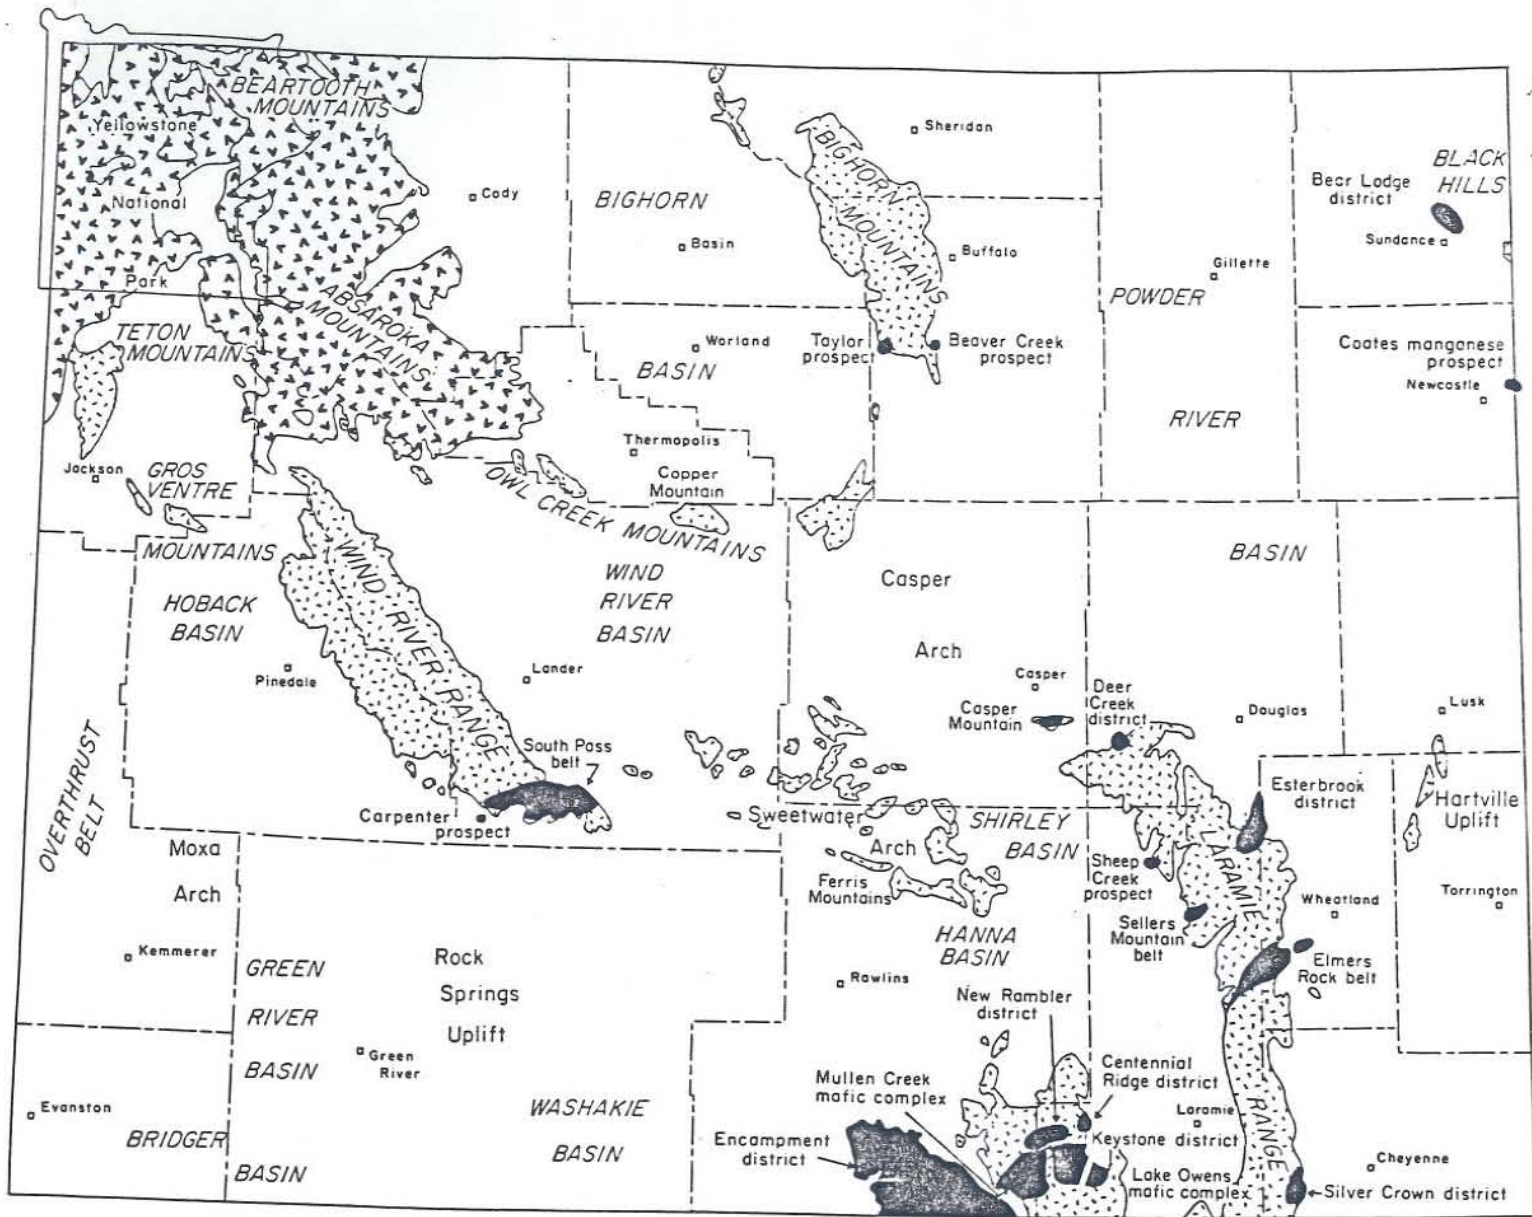 BEARTOOTH
MOUNTAINS
Yellowstone
National
Park
Cody
BIGHORN
Basin
BIGHORN
MOUNTAINS
Sheridan
Buffalo
Gillette
POWDER
BLACK
HILLS
Bear Lodge
district
Sundance
TETON
MOUNTAINS
ABSAROKA
MOUNTAINS
Worland
BASIN
Taylor
prospect
Beaver Creek
prospect
Coates manganese
prospect
Newcastle
RIVER
Jackson
GROS
VENTRE
MOUNTAINS
Thermopolis
Copper
Mountain
OWL CREEK MOUNTAINS
HOBACK
BASIN
WIND RIVER RANGE
WIND
RIVER
BASIN
Casper
Arch
BASIN
Pinedale
Lander
Casper
Casper
Mountain
Deer
Creek
district
Douglas
Lusk
OVERTHRUST
BELT
South Pass
belt
Carpenter
prospect
Sweetwater
Arch
SHIRLEY
BASIN
Esterbrook
district
Hartville
Uplift
Moxa
Arch
Ferris
Mountains
Sheep
Creek
prospect
LARAMIE
RANGE
Wheatland
Torrington
Kemmerer
GREEN
RIVER
BASIN
Rock
Springs
Uplift
HANNA
BASIN
Sellers
Mountain
belt
Elmers
Rock belt
Rawlins
New Rambler
district
Green
River
Centennial
Ridge district
Mullen Creek
mafic complex
Evanston
BRIDGER
BASIN
WASHAKIE
BASIN
Encampment
district
Laramie
Keystone district
Lake Owens
mafic complex
Cheyenne
Silver Crown district